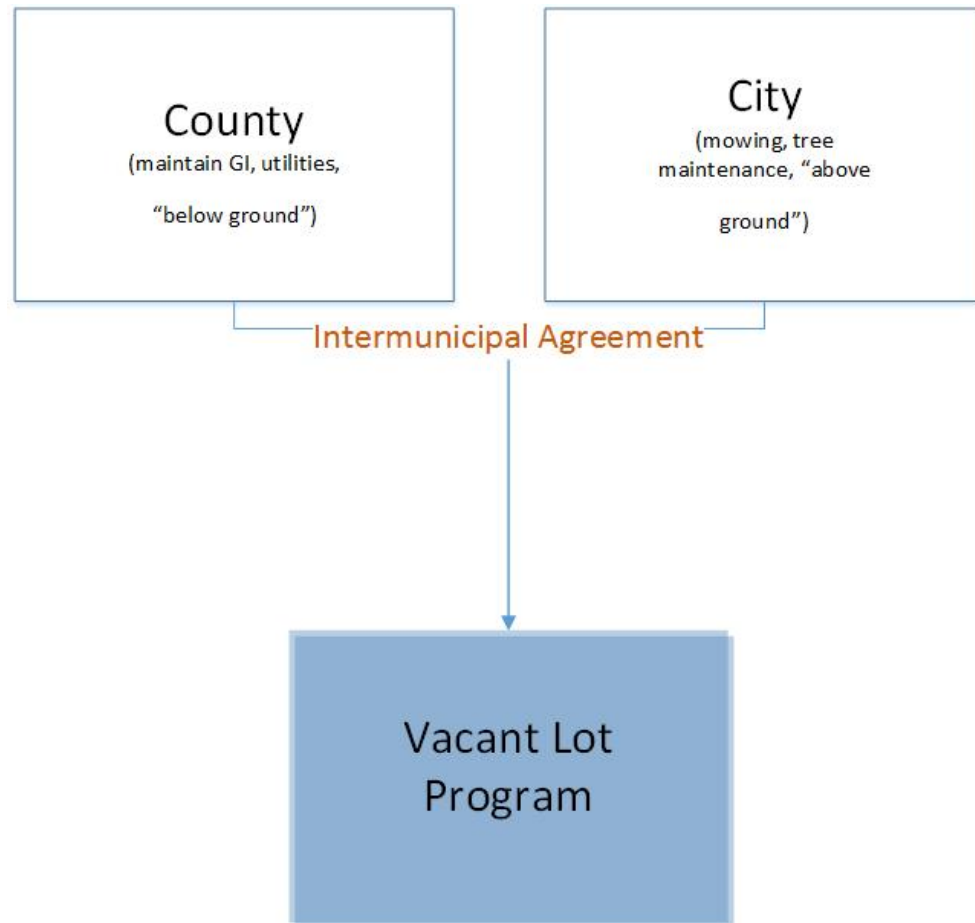 County
(maintain GI, utilities,
“below ground”)
City
(mowing, tree
maintenance, “above
ground”)
Intermunicipal Agreement
Vacant Lot
Program